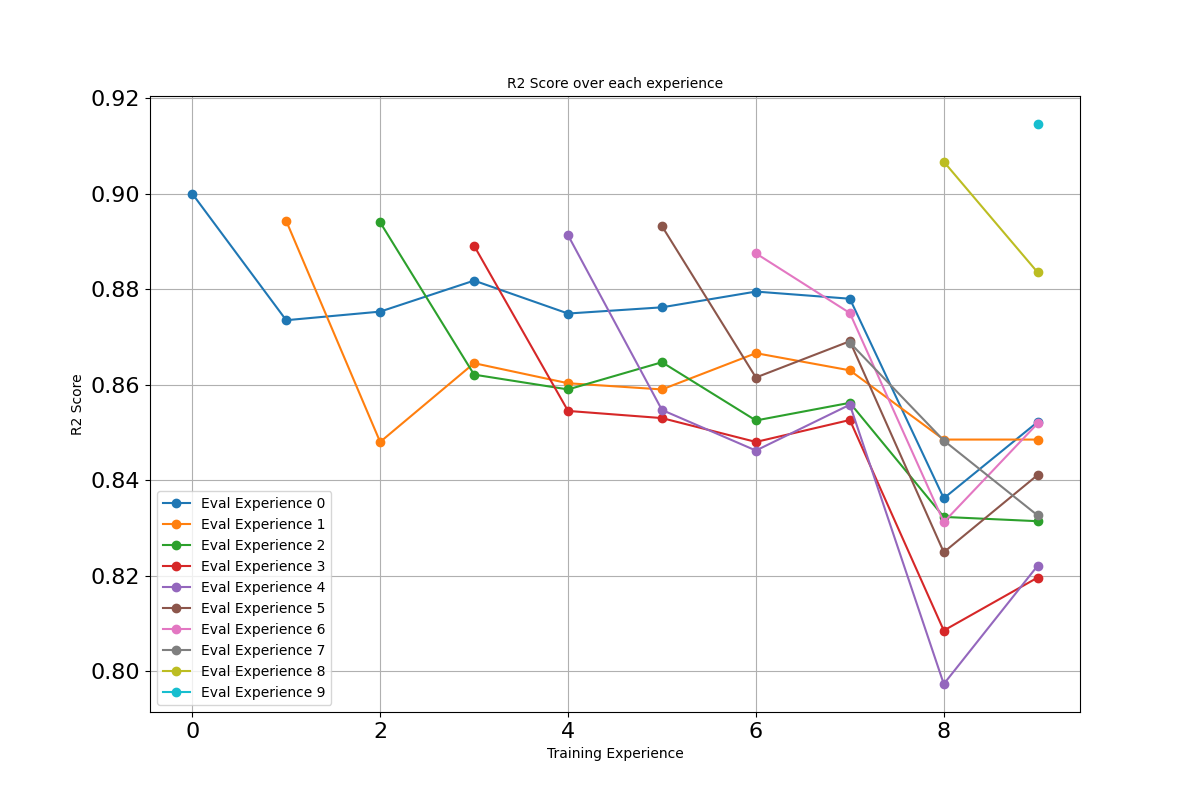 R2 Score over each experience
R2 Score
0.92
0.90
0.88
0.86
0.84
0.82
0.80
Eval Experience 0
Eval Experience 1
Eval Experience 2
Eval Experience 3
Eval Experience 4
Eval Experience 5
Eval Experience 6
Eval Experience 7
Eval Experience 8
Eval Experience 9
0 2 4 6 8
Training Experience